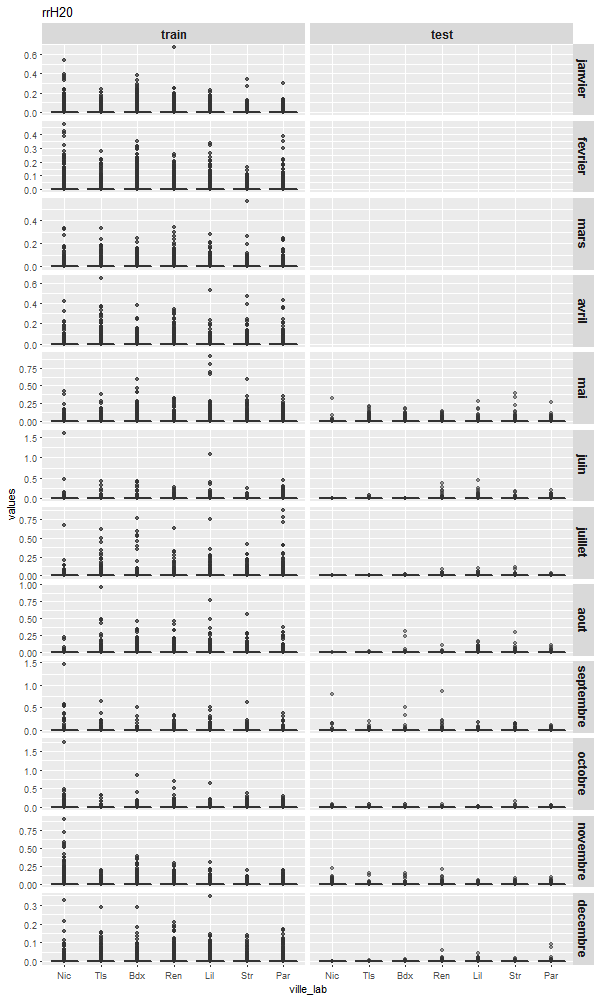 rrH20
train test
0.6
0.4
0.2
0.0
janvier
0.4
0.3
0.2
0.1
0.0
fevrier
0.4
0.2
0.0
mars
0.6
0.4
0.2
0.0
avril
0.75
0.50
0.25
0.00
mai
1.5
1.0
0.5
0.0
juin
values
0.75
0.50
0.25
0.00
juillet
1.00
0.75
0.50
0.25
0.00
aout
1.5
1.0
0.5
0.0
septembre
1.5
1.0
0.5
0.0
octobre
0.75
0.50
0.25
0.00
novembre
0.3
0.2
0.1
0.0
decembre
Nic Tls Bdx Ren Lil Str Par Nic Tls Bdx Ren Lil Str Par
ville_lab